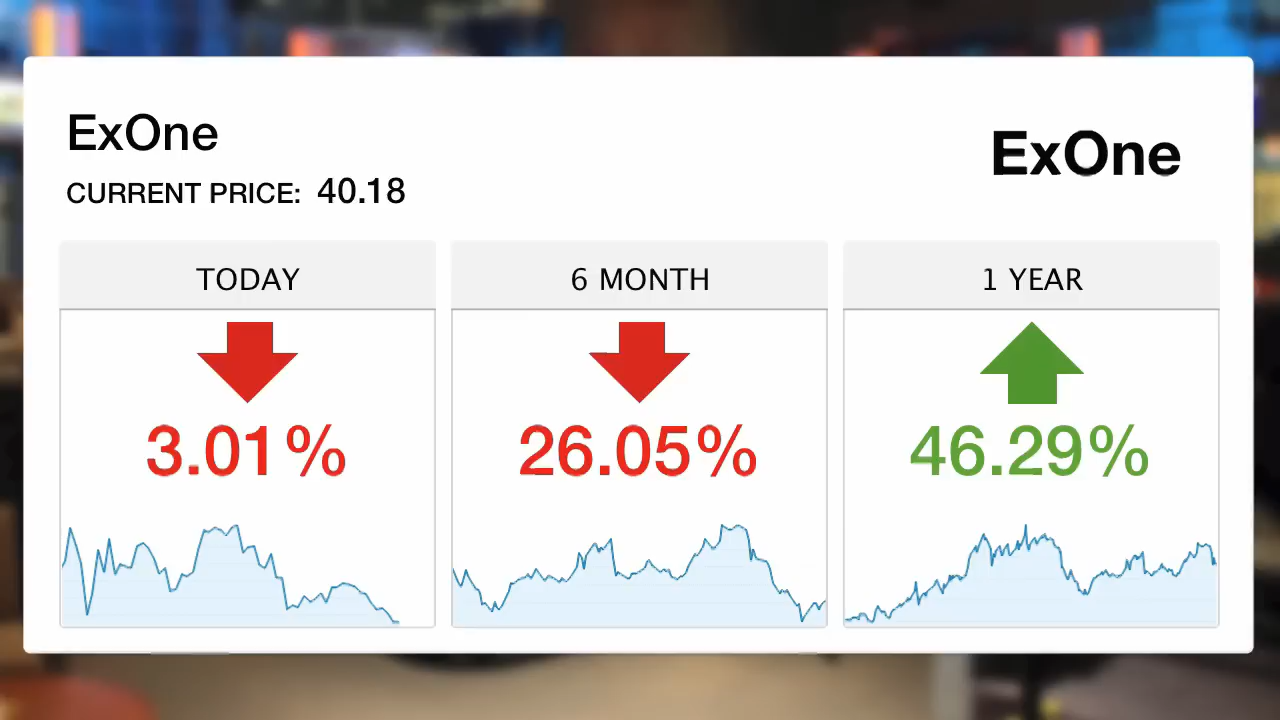 ExOne
CURRENT PRICE: 40.18
ExOne
TODAY
3.01%
6 MONTH
26.05%
1 YEAR
46.29%